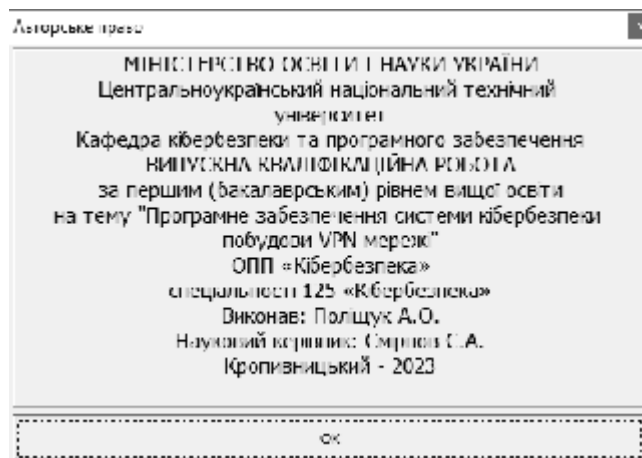 Авторське право
МІНІСТЕРСТВО ОСВІТИ І НАУКИ УКРАЇНИ
Центральноукраїнський національний технічний
університет
Кафедра кібербезпеки та програмного забезпечення
ВИПУСКНА КВАЛІФІКАЦІЙНА РОБОТА
за першим (бакалаврським) рівнем вищої освіти
на тему "Програмне забезпечення системи кібербезпеки
побудови VPN мережі"
ОПП «Кібербезпека»
спеціальності 125 «Кібербезпека»
Виконав: Поліщук А.О.
Науковий керівник: Смірнов С.А.
Кропивницький - 2023
ОК